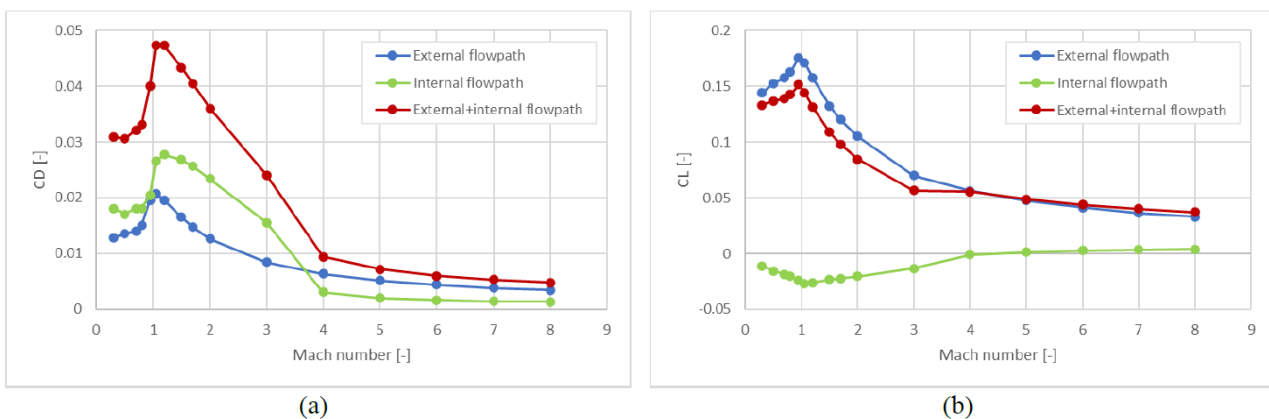 0.05
0.04
0.03
0.02
0.01
0
CD [-]
External flowpath
Internal flowpath
External+internal flowpath
0 1 2 3 4 5 6 7 8 9
Mach number [-]
(a)
0.2
0.15
0.1
0.05
0
-0.05
CL [-]
External flowpath
Internal flowpath
External+internal flowpath
0 1 2 3 4 5 6 7 8 9
Mach number [-]
(b)